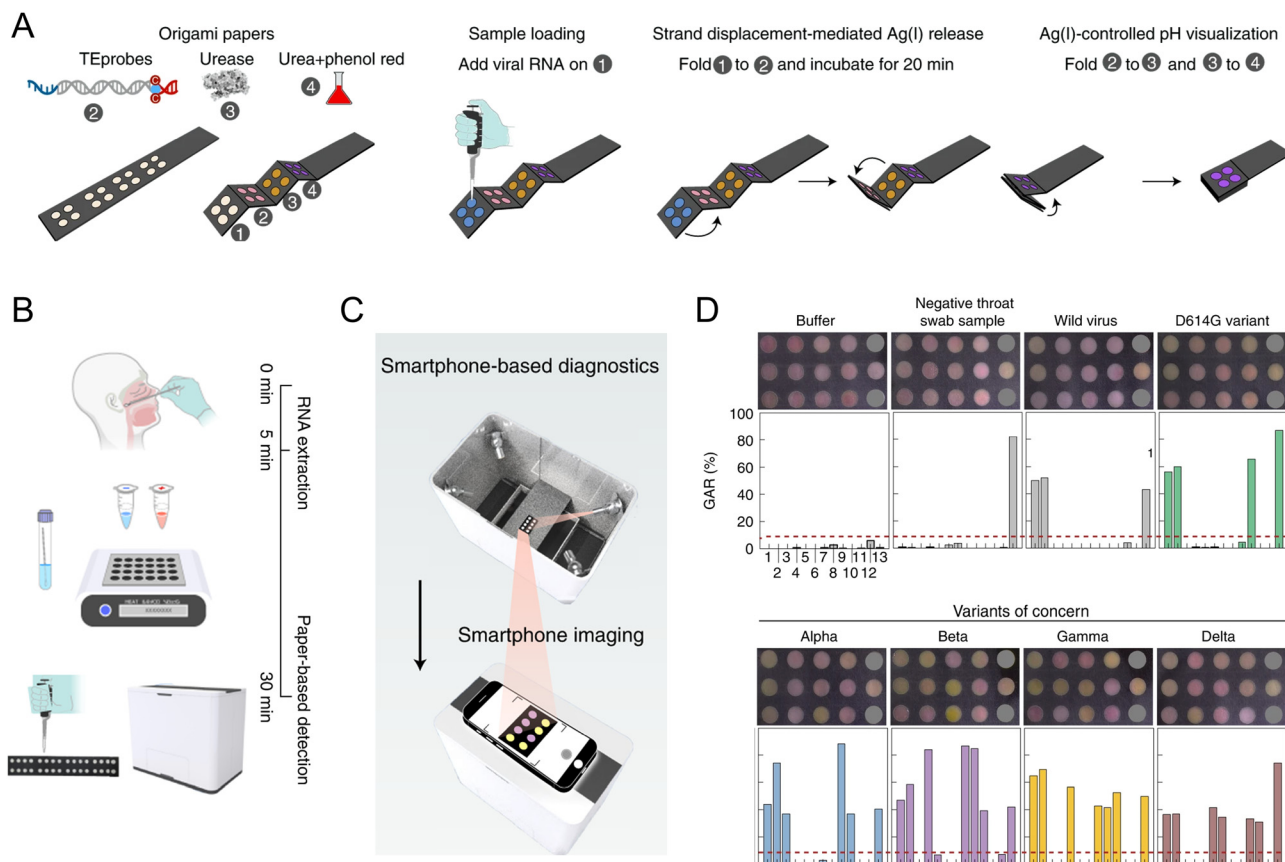 A
Origami papers
TEprobes
Urease
Urea+phenol red
C
C
2
3
4
1
2
3
4
Sample loading
Add viral RNA on 1
Strand displacement-mediated Ag(I) release
Fold 1 to 2 and incubate for 20 min
Ag(I)-controlled pH visualization
Fold 2 to 3 and 3 to 4
B
0 min
RNA extraction
5 min
Paper-based detection
30 min
C
Smartphone-based diagnostics
Smartphone imaging
D
Buffer
Negative throat
swab sample
Wild virus
D614G variant
GAR (%)
100
80
60
40
20
0
1
1 3 5 7 9 11 13
2 4 6 8 10 12
Variants of concern
Alpha
Beta
Gamma
Delta